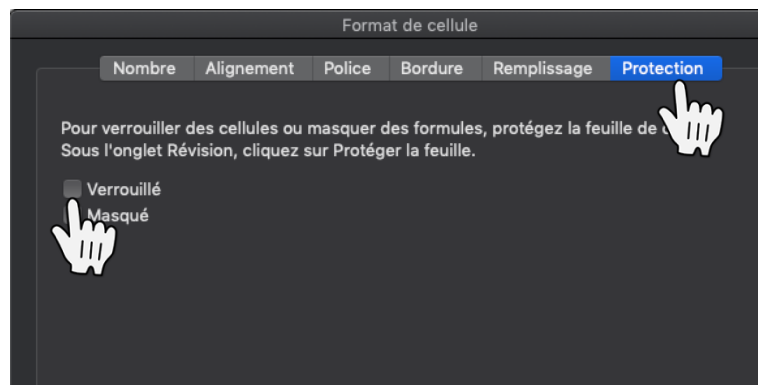 Format de cellule
Nombre Alignement Police Bordure Remplissage Protection
Pour verrouiller des cellules ou masquer des formules, protégez la feuille de
Sous l'onglet Révision, cliquez sur Protéger la feuille.
Verrouillé
Masqué